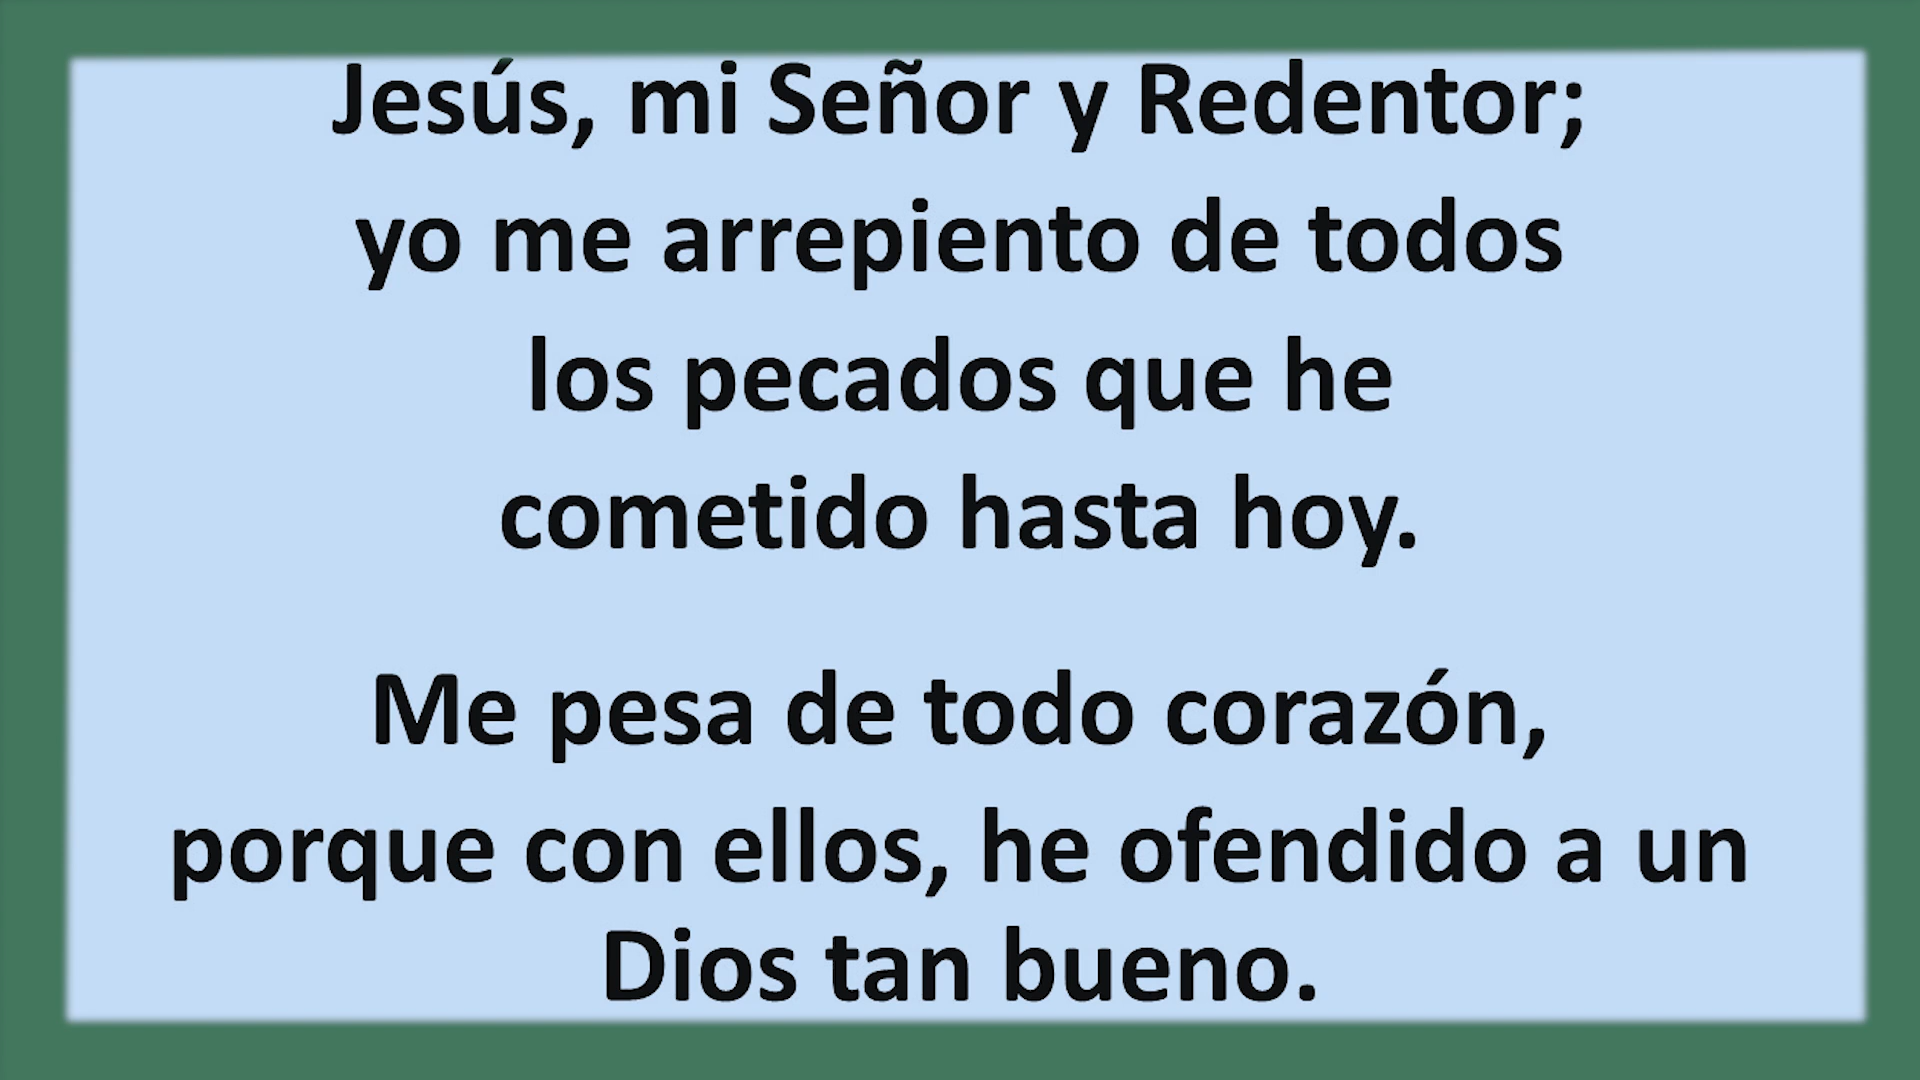 Jesús, mi Señor y Redentor;
yo me arrepiento de todos
los pecados que he
cometido hasta hoy.
Me pesa de todo corazón,
porque con ellos, he ofendido a un
Dios tan bueno.